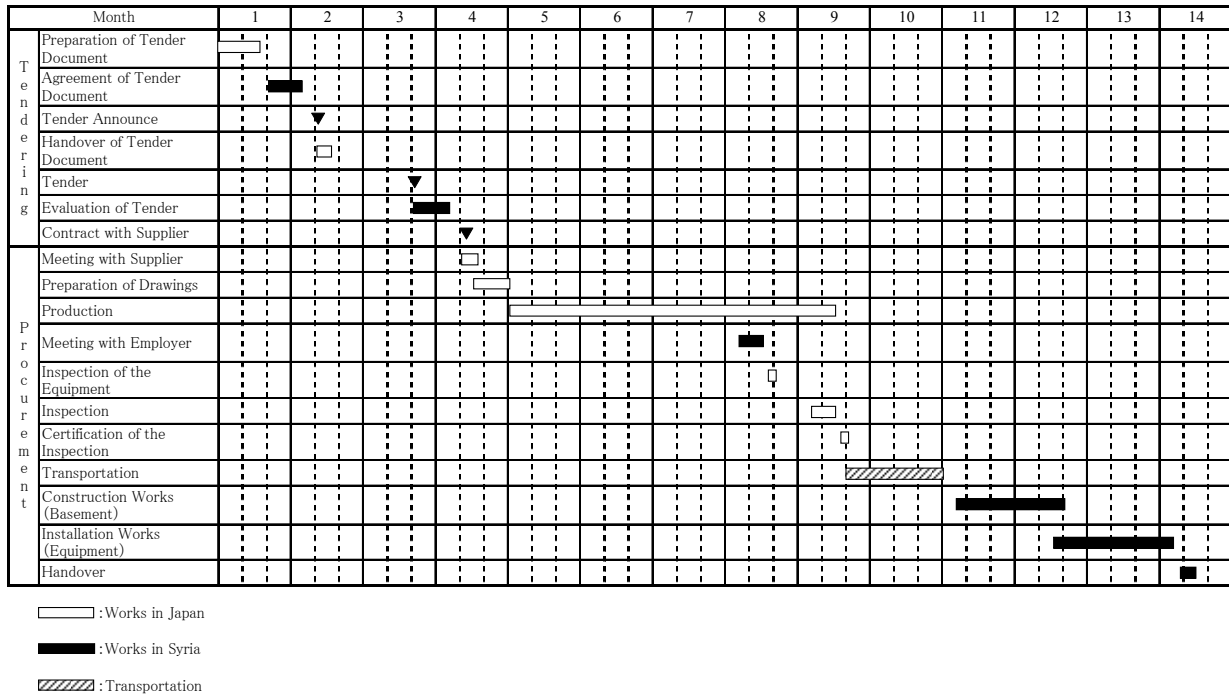 Month 1 2 3 4 5 6 7 8 9 10 11 12 13 14
Tendering
Preparation of Tender
Document
Agreement of Tender
Document
Tender Announce
Handover of Tender
Document
Tender
Evaluation of Tender
Contract with Supplier
Procurement
Meeting with Supplier
Preparation of Drawings
Production
Meeting with Employer
Inspection of the
Equipment
Inspection
Certification of the
Inspection
Transportation
Construction Works
(Basement)
Installation Works
(Equipment)
Handover
:Works in Japan
:Works in Syria
:Transportation